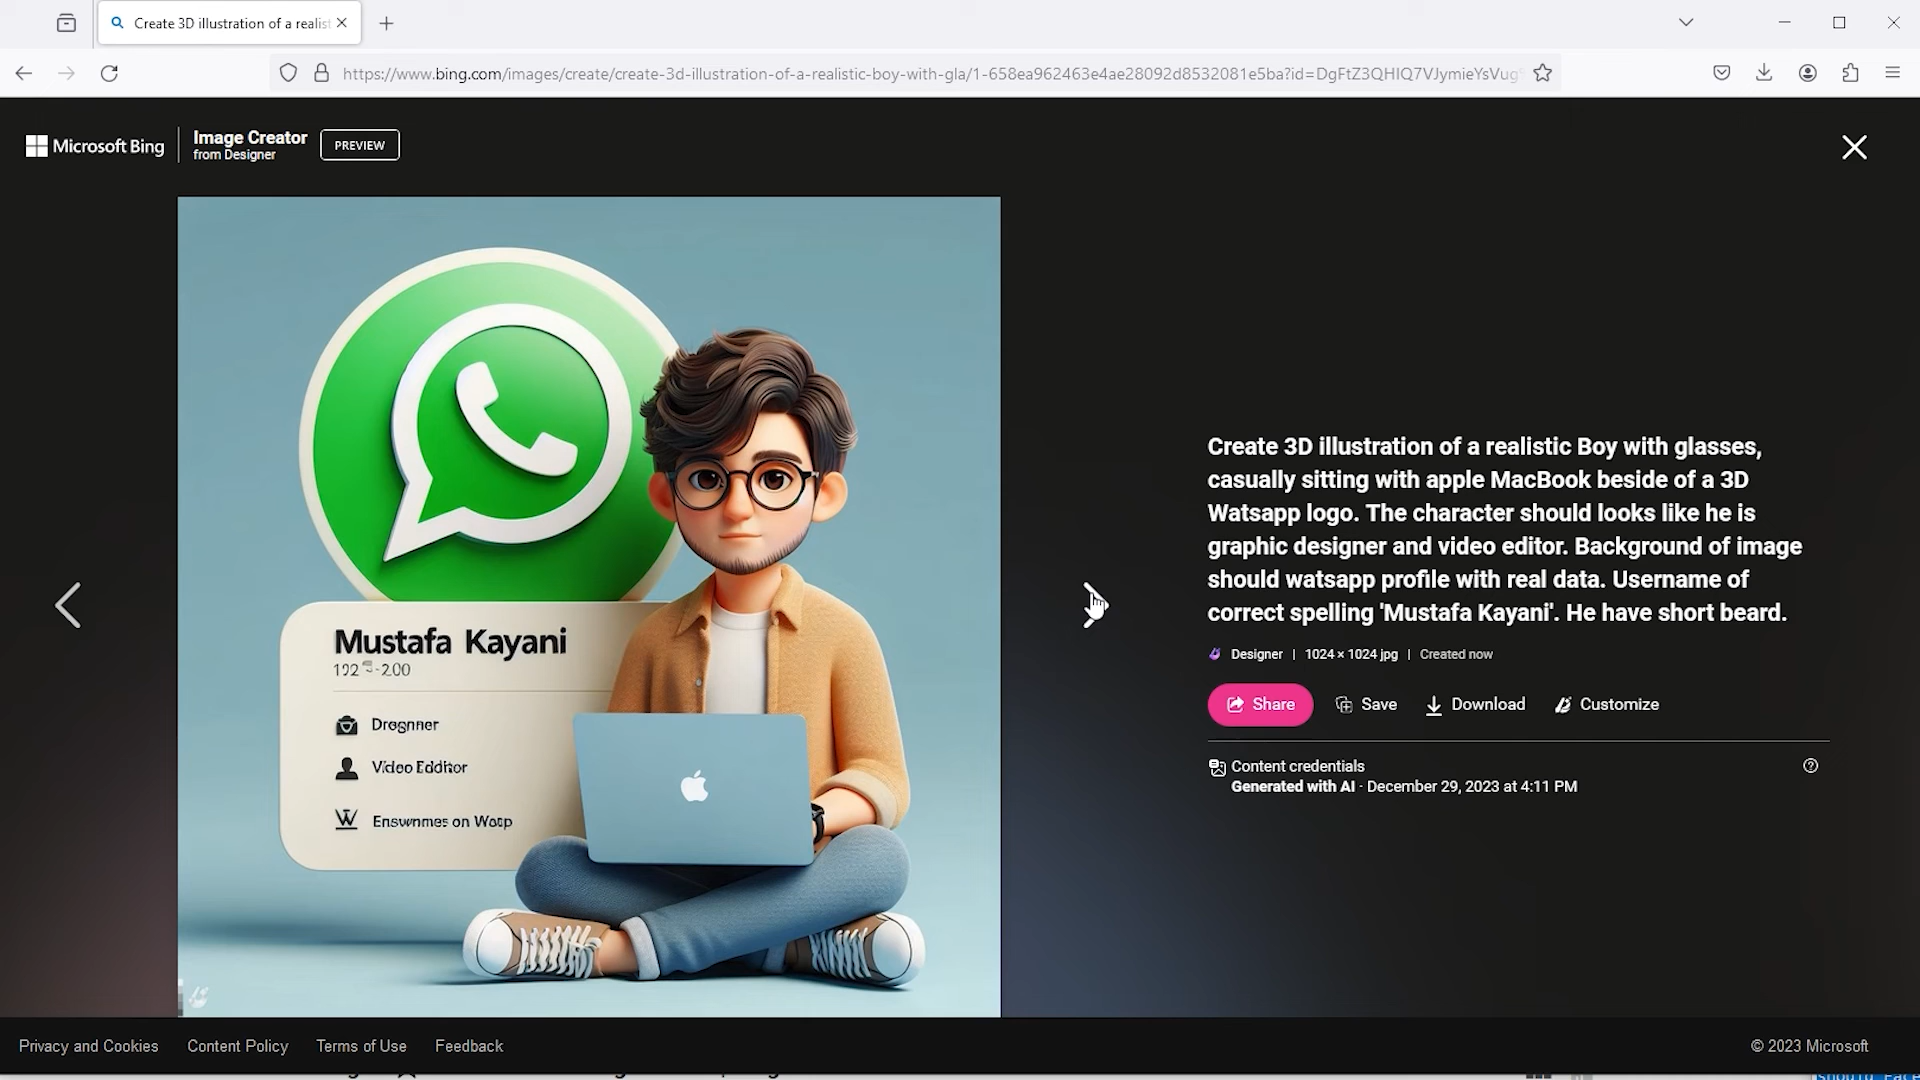 Create 3D illustration of a realist
https://www.bing.com/images/create/create-3d-illustration-of-a-realistic-boy-with-gla/1-658ea962463e4ae28092d8532081e5ba?id=DgFtZ3QHIQ7VJymieYsVug
Microsoft Bing
Image Creator
from Designer
PREVIEW
Mustafa Kayani
Drognner
Video Edditor
Enswnmes on Watp
Create 3D illustration of a realistic Boy with glasses,
casually sitting with apple MacBook beside of a 3D
Watsapp logo. The character should looks like he is
graphic designer and video editor. Background of image
should watsapp profile with real data. Username of
correct spelling 'Mustafa Kayani'. He have short beard.
Designer | 1024 × 1024 jpg | Created now
Share Save Download Customize
Content credentials
Generated with AI · December 29, 2023 at 4:11 PM
Privacy and Cookies Content Policy Terms of Use Feedback
© 2023 Microsoft